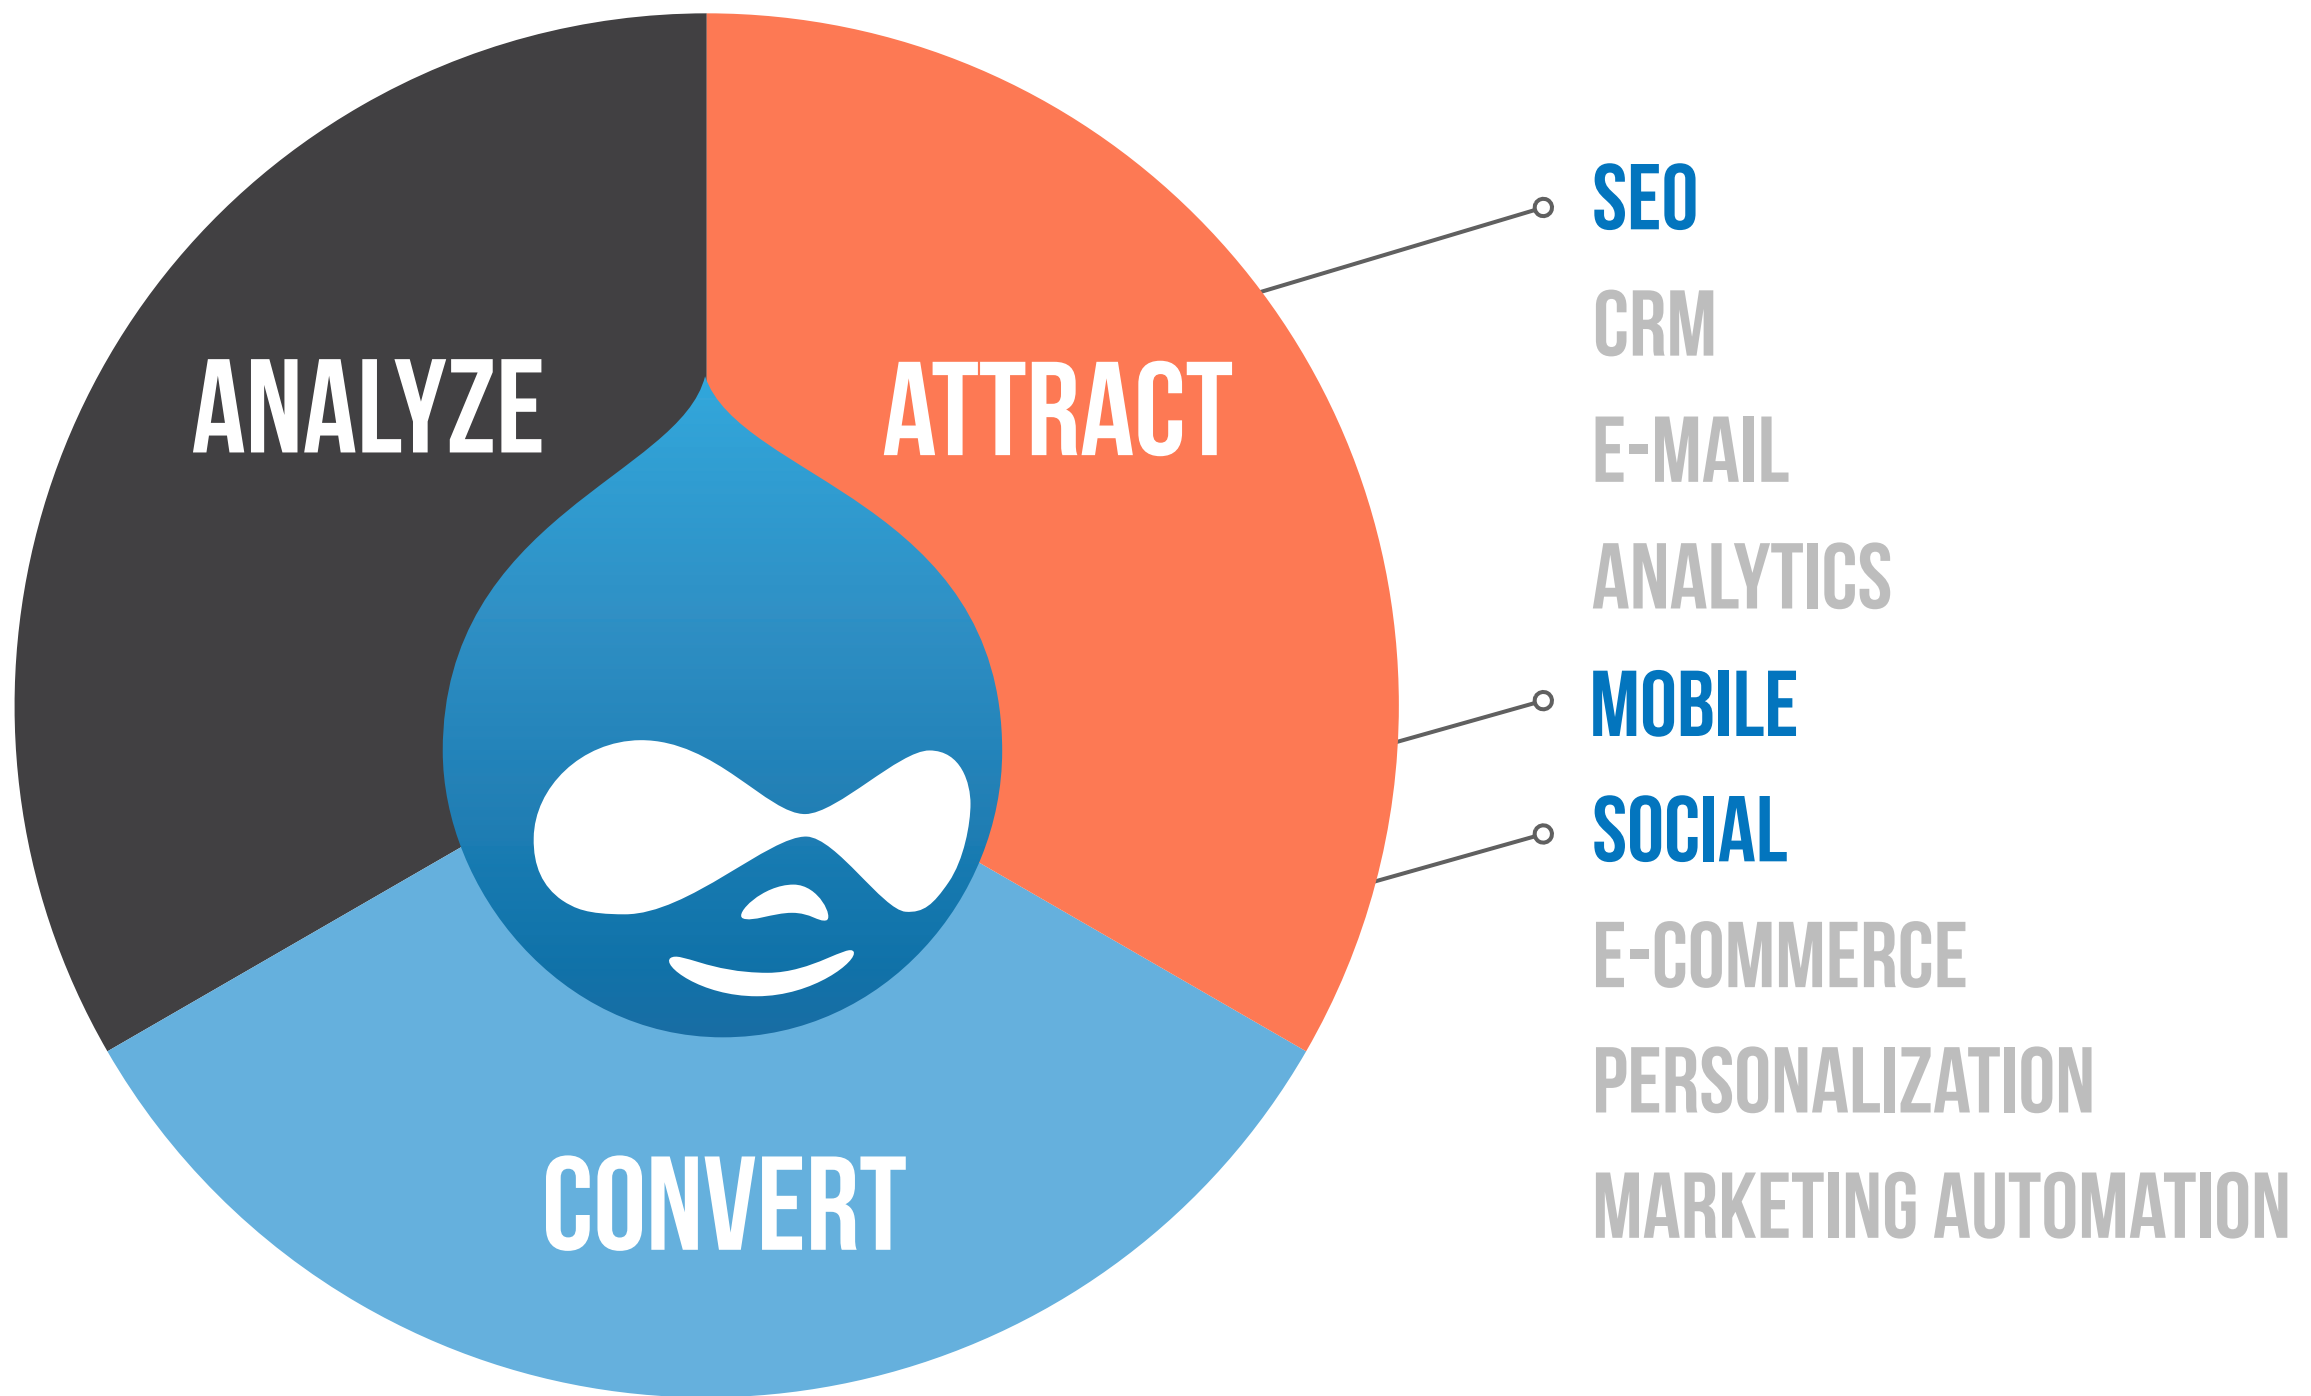 ANALYZE
ATTRACT
CONVERT
SEO
CRM
E-MAIL
ANALYTICS
MOBILE
SOCIAL
E-COMMERCE
PERSONALIZATION
MARKETING AUTOMATION